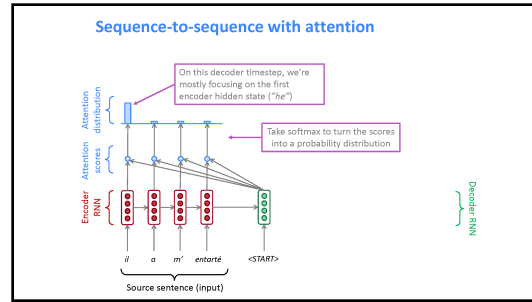 Sequence-to-sequence with attention
On this decoder timestep, we're
mostly focusing on the first
encoder hidden state ("he")
Attention
distribution
Take softmax to turn the scores
into a probability distribution
Attention
scores
Encoder
RNN
Decoder RNN
il a m' entarté <START>
Source sentence (input)